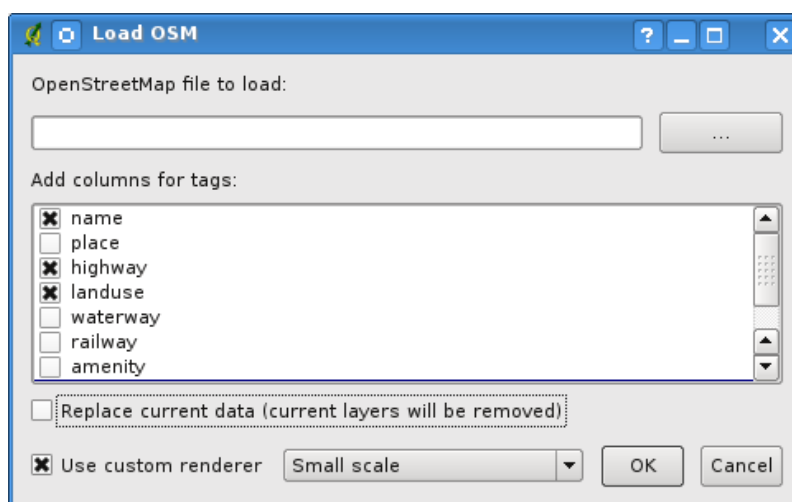 Load OSM
OpenStreetMap file to load:
...
Add columns for tags:
name
place
highway
landuse
waterway
railway
amenity
Replace current data (current layers will be removed)
Use custom renderer Small scale OK Cancel